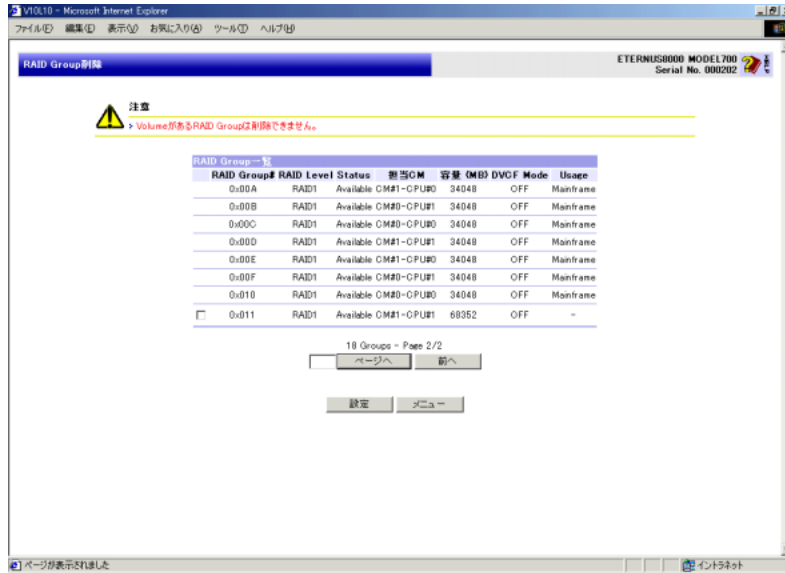 V10L10 - Microsoft Internet Explorer
ファイル(F) 編集(E) 表示(V) お気に入り(A) ツール(T) ヘルプ(H)
RAID Group削除
ETERNUS8000 MODEL700
Serial No. 000202
注意
> VolumeがあるRAID Groupは削除できません。
RAID Group一覧
RAID Group# RAID Level Status 担当CM 容量 (MB) DVCF Mode Usage
0x00A RAID1 Available CM#1-CPU#0 34048 OFF Mainframe
0x00B RAID1 Available CM#0-CPU#1 34048 OFF Mainframe
0x00C RAID1 Available CM#0-CPU#0 34048 OFF Mainframe
0x00D RAID1 Available CM#1-CPU#1 34048 OFF Mainframe
0x00E RAID1 Available CM#1-CPU#0 34048 OFF Mainframe
0x00F RAID1 Available CM#0-CPU#1 34048 OFF Mainframe
0x010 RAID1 Available CM#0-CPU#0 34048 OFF Mainframe
0x011 RAID1 Available CM#1-CPU#1 68352 OFF -
18 Groups - Page 2/2
ページへ 前へ
設定 メニュー
ページが表示されました イントラネット